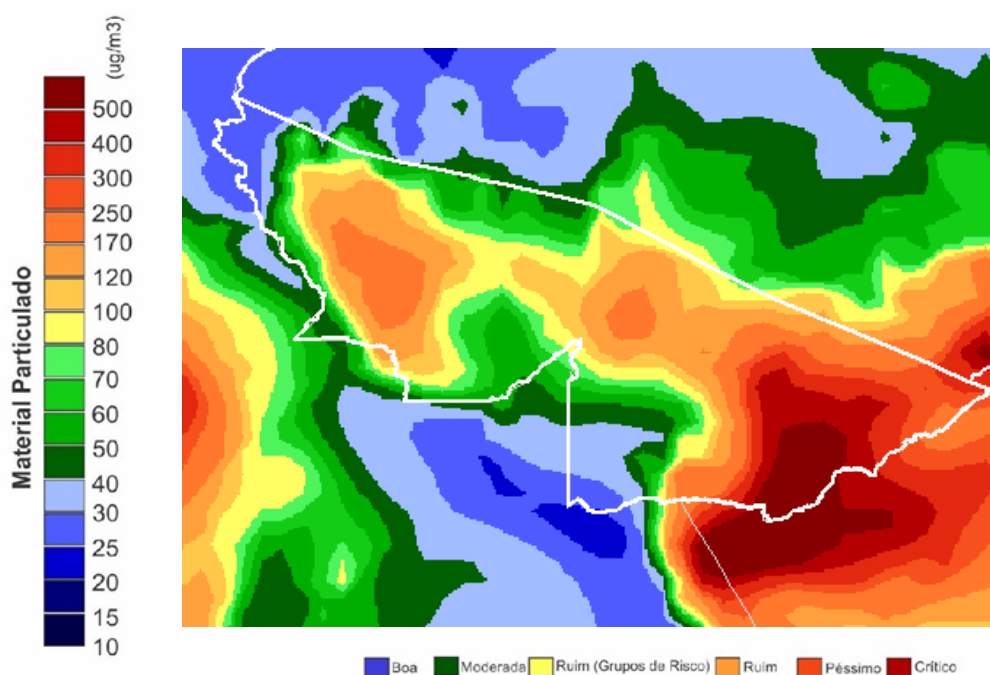 (ug/m3)
Material Particulado
500
400
300
250
170
120
100
80
70
60
50
40
30
25
20
15
10
Boa
Moderada
Ruim (Grupos de Risco)
Ruim
Péssimo
Crítico